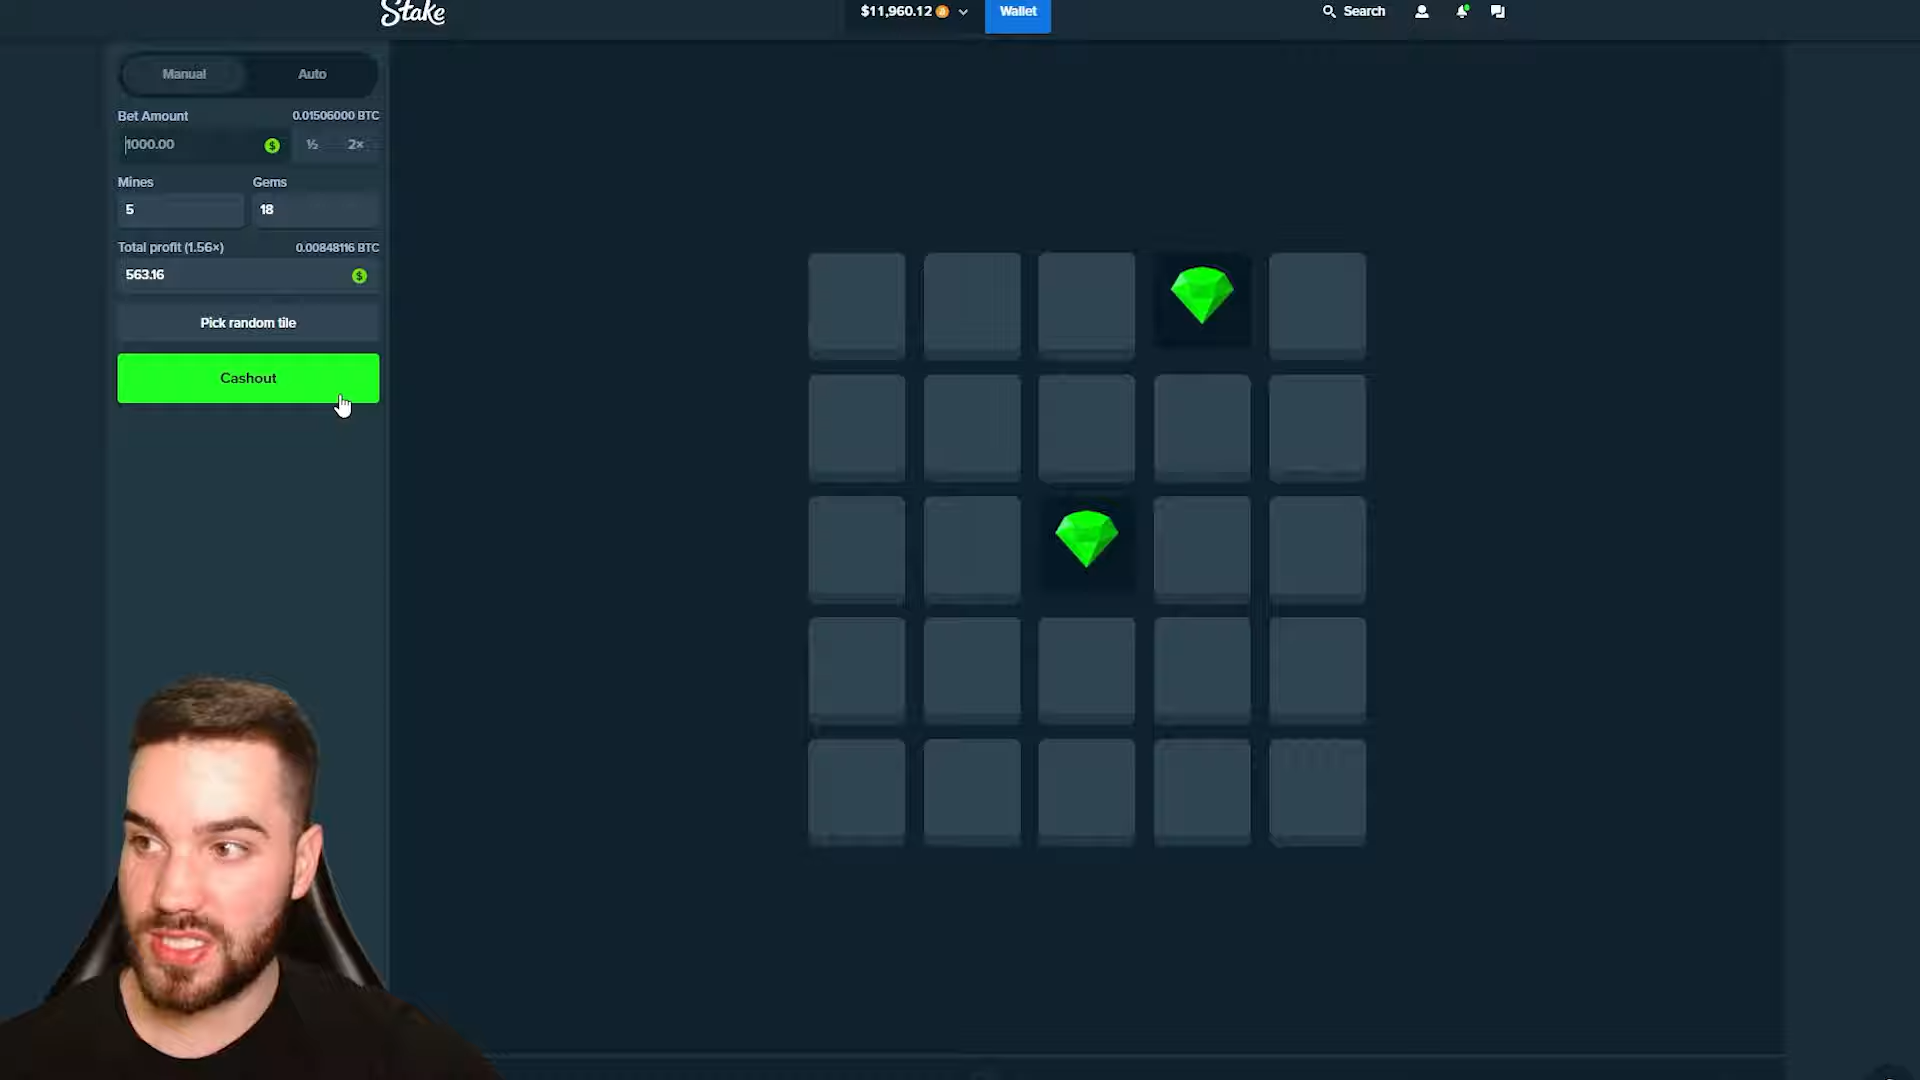 Stake
$11,960.12
Wallet
Search
Manual
Auto
Bet Amount
0.01506000 BTC
1000.00
½
2×
Mines
Gems
5
18
Total profit (1.56×)
0.00848116 BTC
563.16
Pick random tile
Cashout